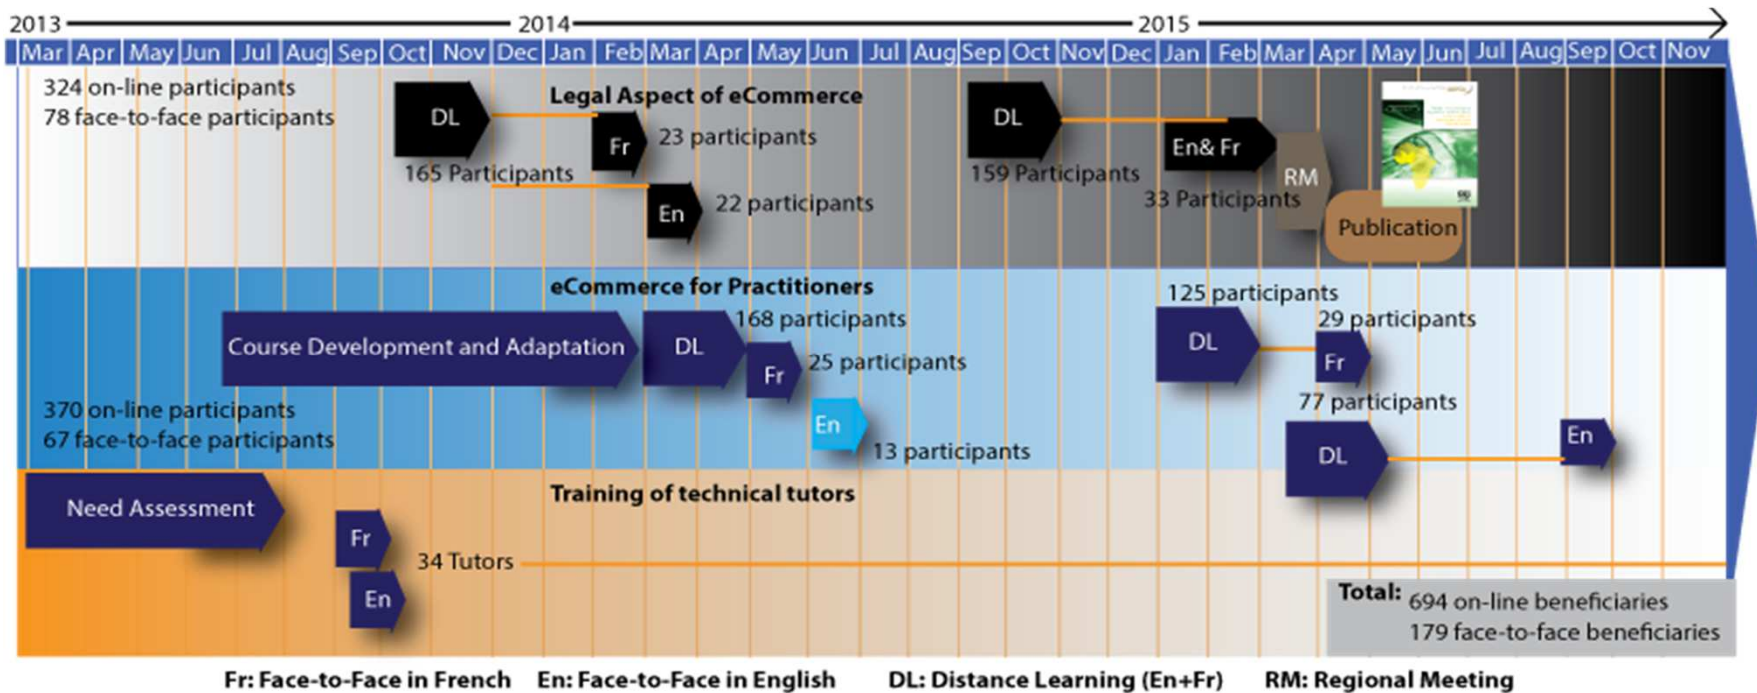 2013 2014 2015
Mar Apr May Jun Jul Aug Sep Oct Nov Dec Jan Feb Mar Apr May Jun Jul Aug Sep Oct Nov Dec Jan Feb Mar Apr May Jun Jul Aug Sep Oct Nov
324 on-line participants
78 face-to-face participants
Legal Aspect of eCommerce
DL
Fr
23 participants
165 Participants
En
22 participants
DL
159 Participants
En& Fr
33 Participants
RM
Publication
eCommerce for Practitioners
Course Development and Adaptation
DL
168 participants
Fr
25 participants
En
13 participants
370 on-line participants
67 face-to-face participants
125 participants
DL
29 participants
Fr
77 participants
DL
En
Training of technical tutors
Need Assessment
Fr
En
34 Tutors
Total: 694 on-line beneficiaries
179 face-to-face beneficiaries
Fr: Face-to-Face in French En: Face-to-Face in English DL: Distance Learning (En+Fr) RM: Regional Meeting